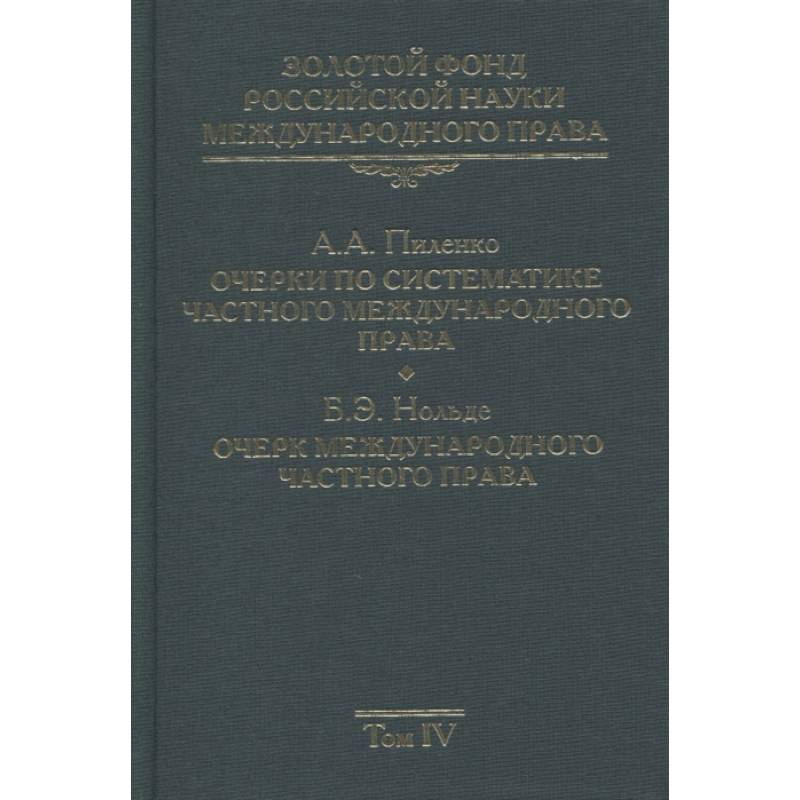 ЗОЛОТОЙ ФОНД
РОССИЙСКОЙ НАУКИ
МЕЖДУНАРОДНОГО ПРАВА
А.А. Пиленко
ОЧЕРКИ ПО СИСТЕМАТИКЕ
ЧАСТНОГО МЕЖДУНАРОДНОГО
ПРАВА
Б.Э. Нольде
ОЧЕРК МЕЖДУНАРОДНОГО
ЧАСТНОГО ПРАВА
Том IV